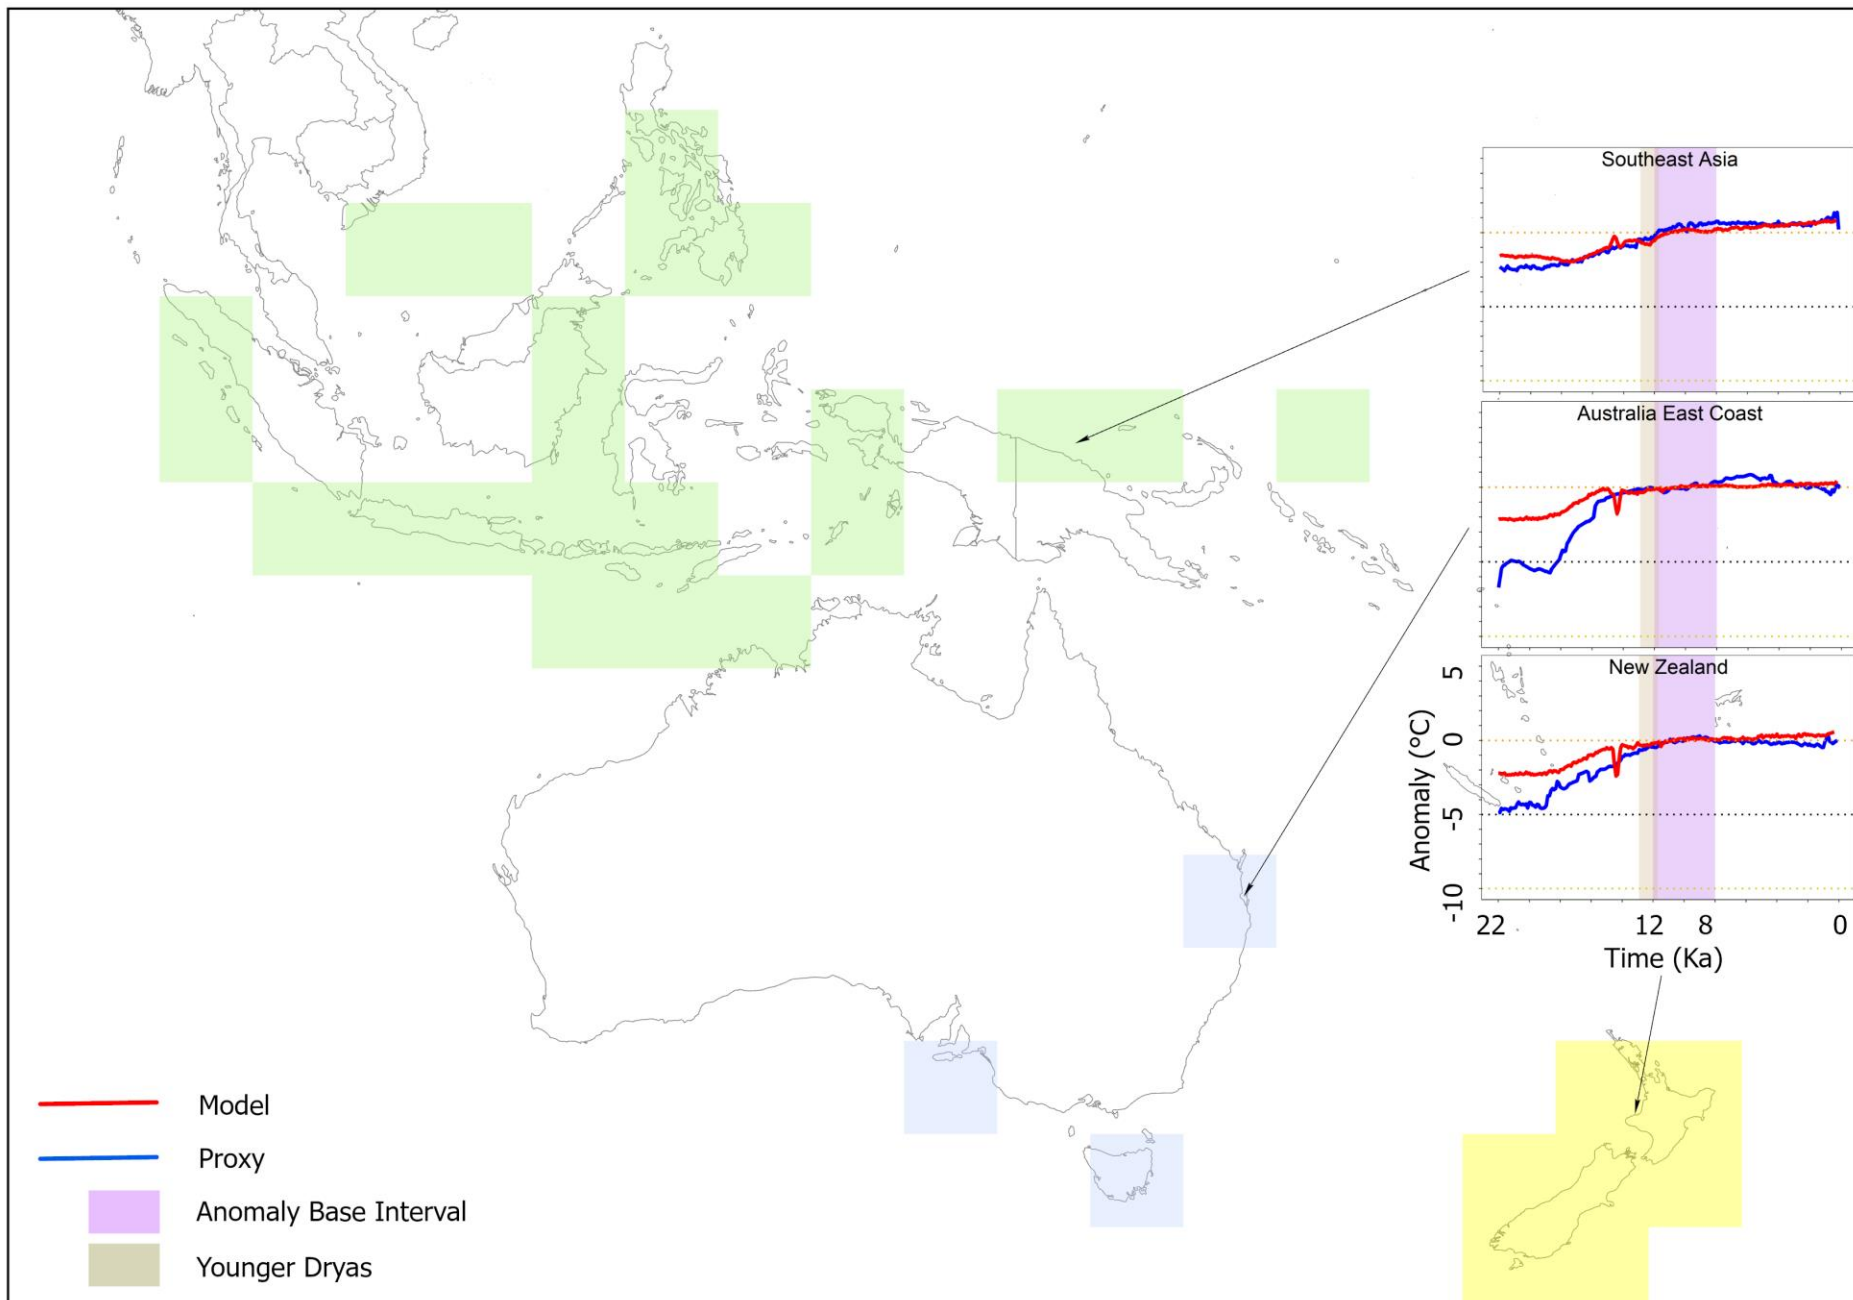 Southeast Asia
Australia East Coast
New Zealand
5
0
-5
-10
Anomaly (°C)
22 12 8 0
Time (Ka)
Model
Proxy
Anomaly Base Interval
Younger Dryas